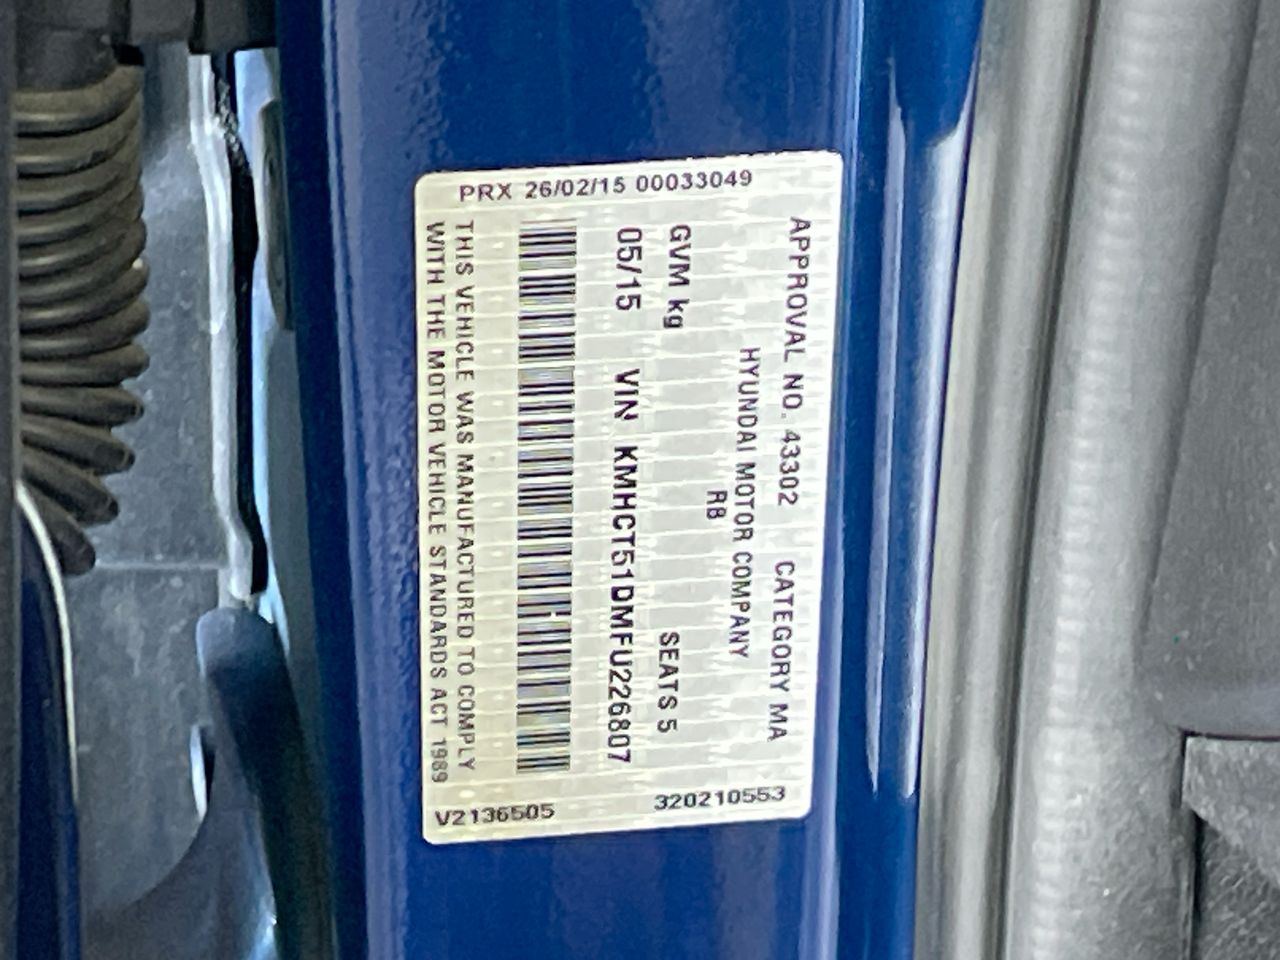 PRX 26/02/15 00033049
APPROVAL NO. 43302 CATEGORY MA
HYUNDAI MOTOR COMPANY
RB
GVM kg SEATS 5
05/15 VIN KMHCT51DMFU226807
THIS VEHICLE WAS MANUFACTURED TO COMPLY
WITH THE MOTOR VEHICLE STANDARDS ACT 1989
V2136505 320210553